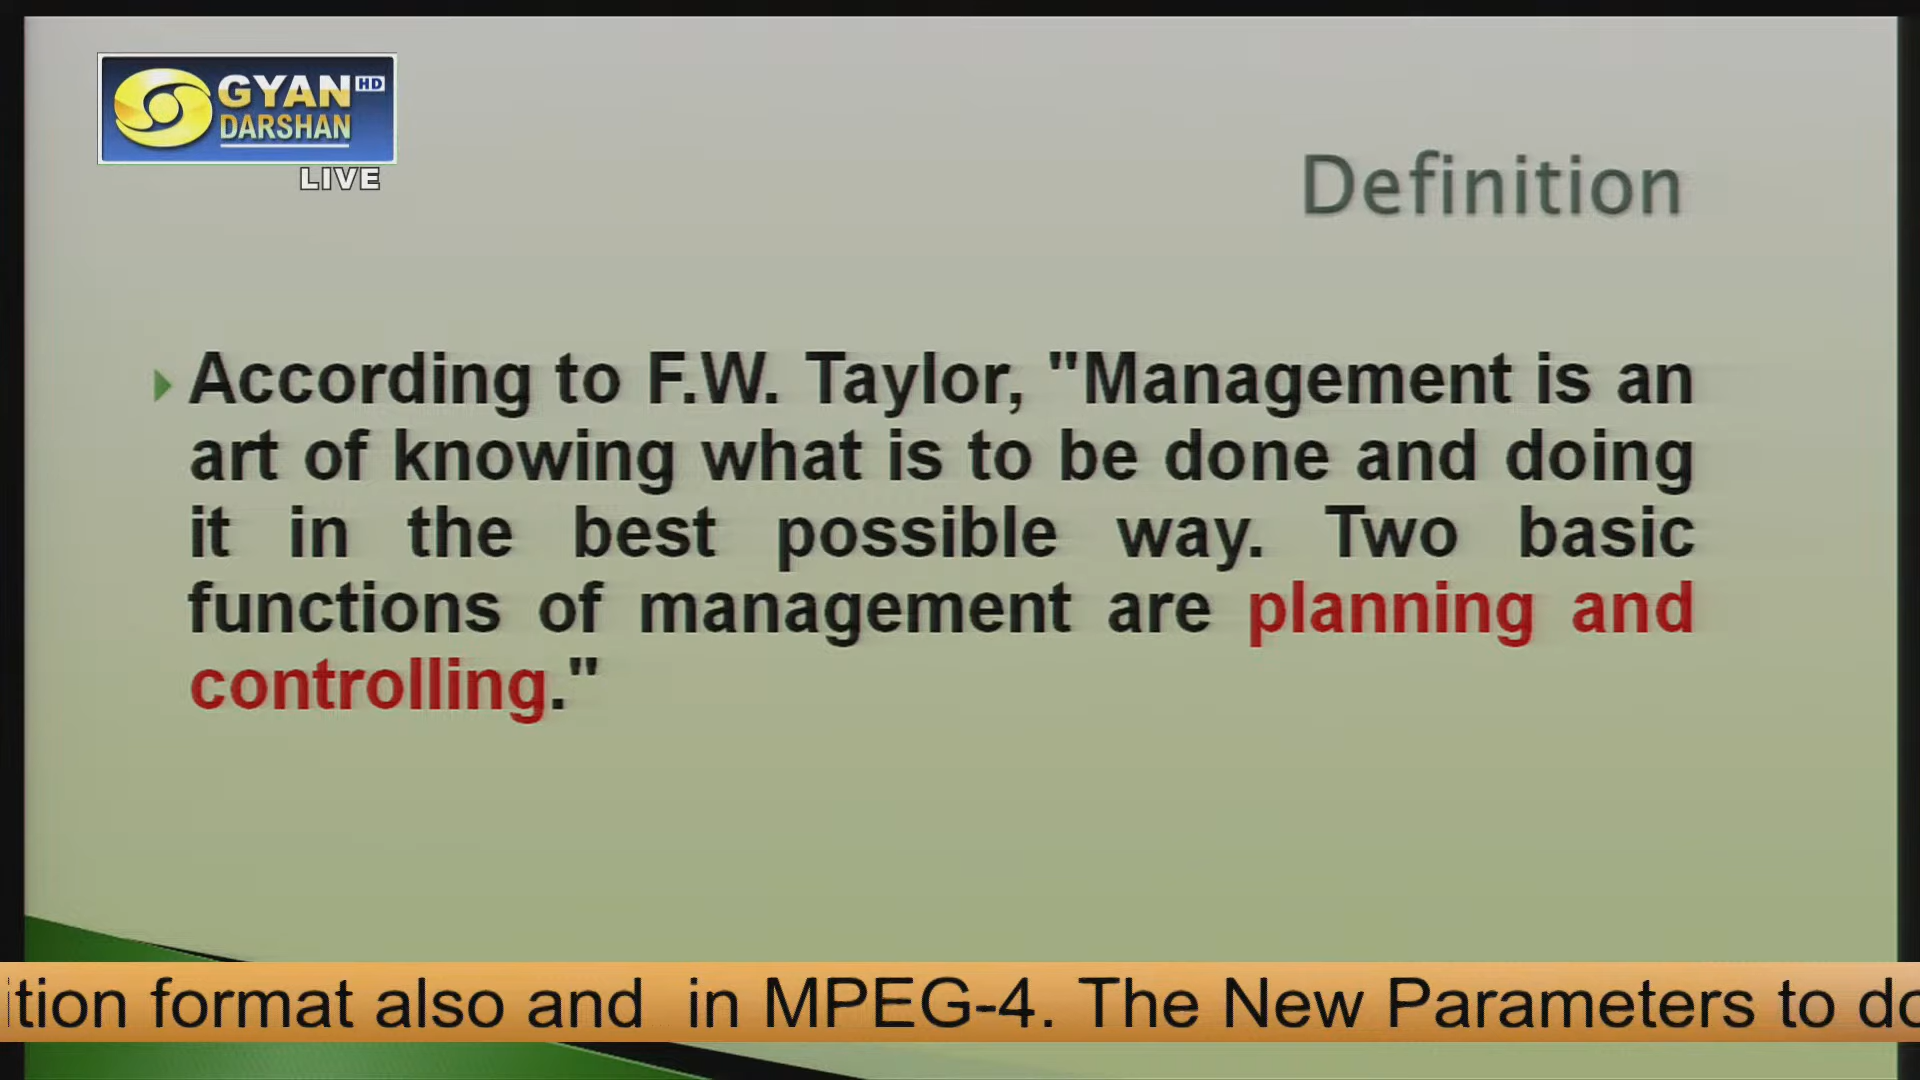 GYAN HD
DARSHAN
LIVE
Definition
According to F.W. Taylor, "Management is an
art of knowing what is to be done and doing
it in the best possible way. Two basic
functions of management are planning and
controlling."
tion format also and in MPEG-4. The New Parameters to do